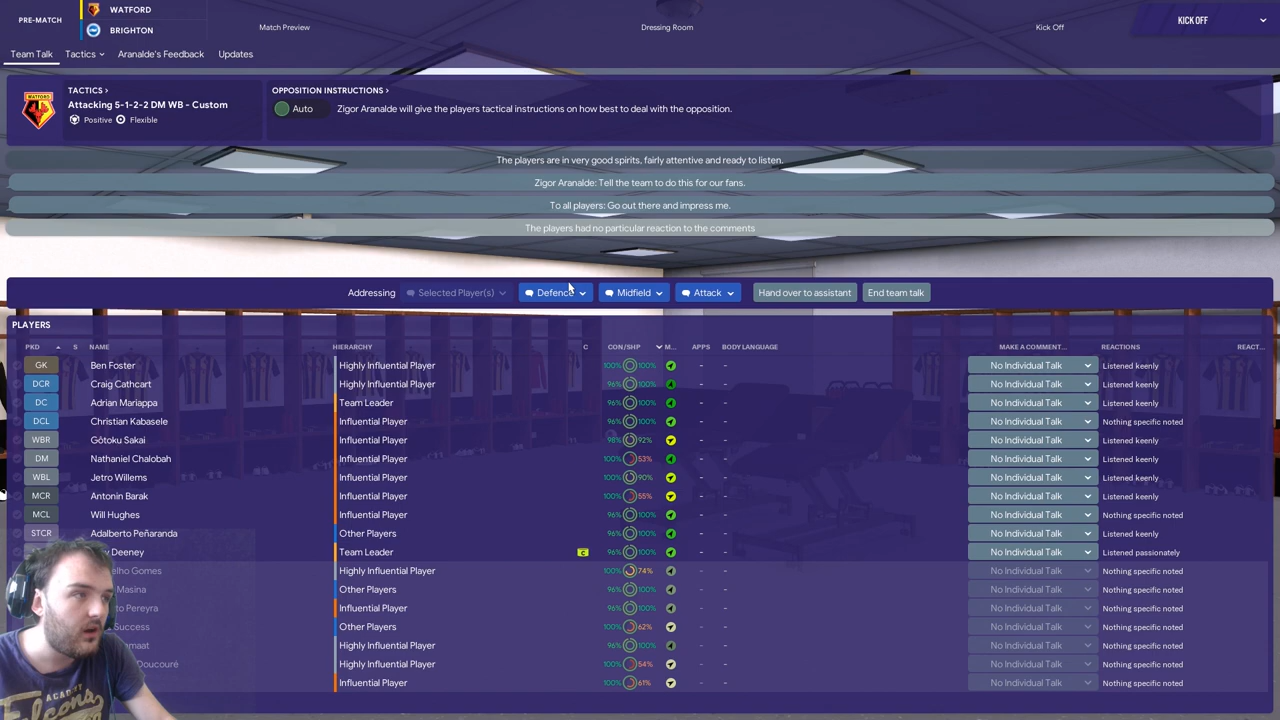 PRE-MATCH
WATFORD
BRIGHTON
Match Preview
Dressing Room
Kick Off
KICK OFF
Team Talk
Tactics
Aranalde's Feedback
Updates
WATFORD
TACTICS >
Attacking 5-1-2-2 DM WB - Custom
Positive
Flexible
OPPOSITION INSTRUCTIONS >
Auto
Zigor Aranalde will give the players tactical instructions on how best to deal with the opposition.
The players are in very good spirits, fairly attentive and ready to listen.
Zigor Aranalde: Tell the team to do this for our fans.
To all players: Go out there and impress me.
The players had no particular reaction to the comments
Addressing
Selected Player(s)
Defence
Midfield
Attack
Hand over to assistant
End team talk
PLAYERS
PKD S NAME HIERARCHY C CON/SHP M... APPS BODY LANGUAGE MAKE A COMMENT... REACTIONS REACT...
GK Ben Foster Highly Influential Player 100% 100% - - No Individual Talk Listened keenly
DCR Craig Cathcart Highly Influential Player 96% 100% - - No Individual Talk Listened keenly
DC Adrian Mariappa Team Leader 96% 100% - - No Individual Talk Listened keenly
DCL Christian Kabasele Influential Player 96% 100% - - No Individual Talk Nothing specific noted
WBR Gōtoku Sakai Influential Player 98% 92% - - No Individual Talk Listened keenly
DM Nathaniel Chalobah Influential Player 100% 53% - - No Individual Talk Listened keenly
WBL Jetro Willems Influential Player 100% 90% - - No Individual Talk Listened keenly
MCR Antonin Barak Influential Player 100% 55% - - No Individual Talk Listened keenly
MCL Will Hughes Influential Player 96% 100% - - No Individual Talk Nothing specific noted
STCR Adalberto Peñaranda Other Players 96% 100% - - No Individual Talk Listened keenly
y Deeney Team Leader C 96% 100% - - No Individual Talk Listened passionately
elho Gomes Highly Influential Player 100% 74% - - No Individual Talk Nothing specific noted
Masina Other Players 96% 100% - - No Individual Talk Nothing specific noted
to Pereyra Influential Player 96% 100% - - No Individual Talk Nothing specific noted
Success Other Players 100% 62% - - No Individual Talk Nothing specific noted
nmaat Highly Influential Player 96% 100% - - No Individual Talk Nothing specific noted
Doucouré Highly Influential Player 100% 54% - - No Individual Talk Nothing specific noted
Influential Player 100% 61% - - No Individual Talk Nothing specific noted
ACADEMY